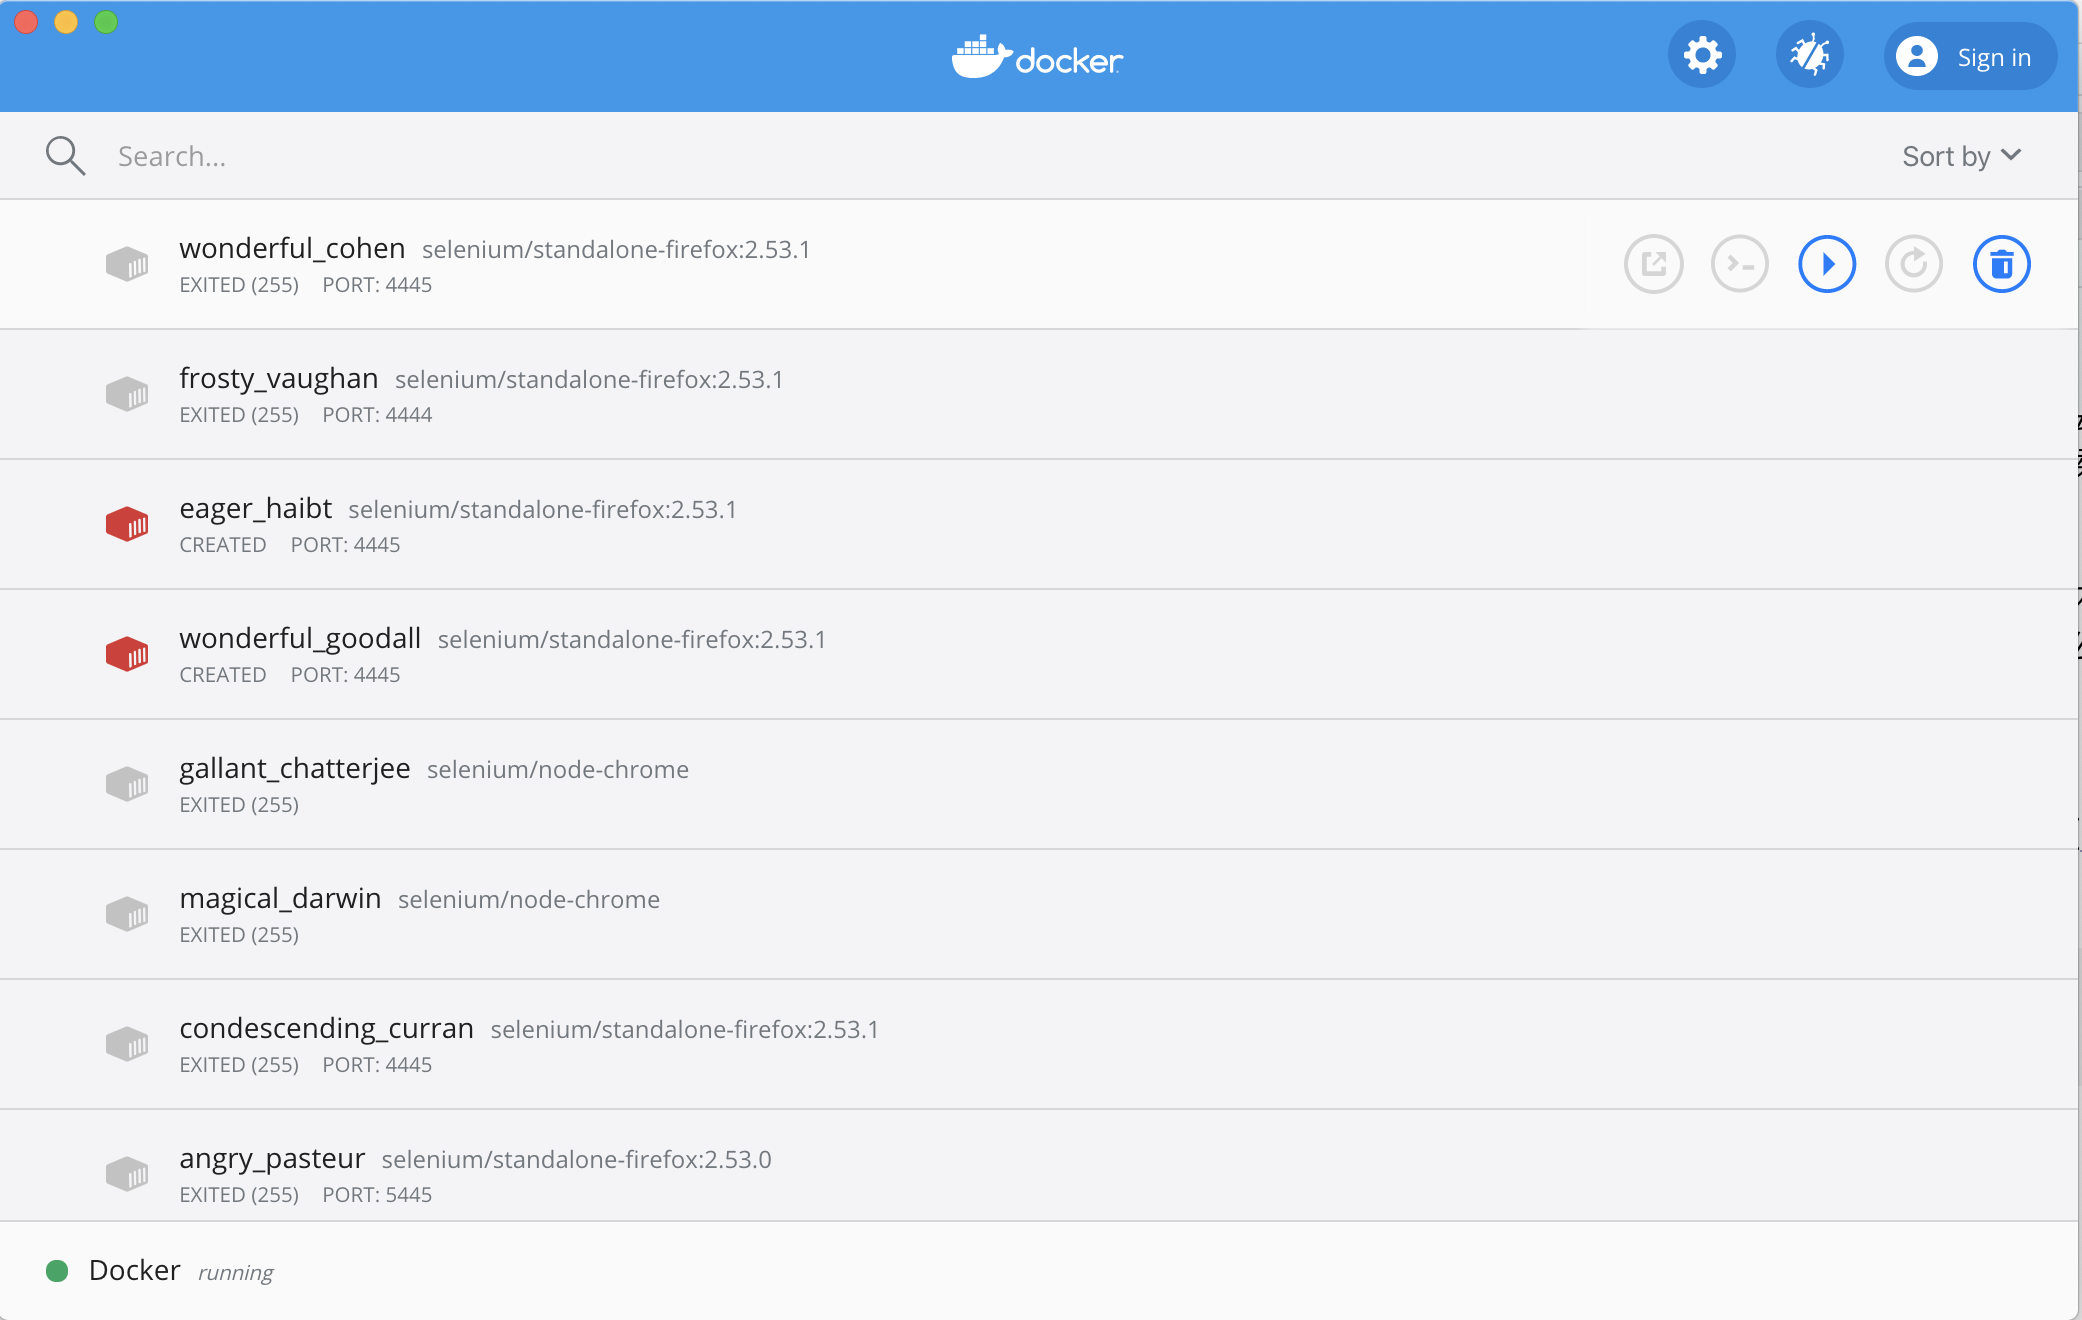 docker
Sign in
Search...
Sort by
wonderful_cohen selenium/standalone-firefox:2.53.1
EXITED (255) PORT: 4445
frosty_vaughan selenium/standalone-firefox:2.53.1
EXITED (255) PORT: 4444
eager_haibt selenium/standalone-firefox:2.53.1
CREATED PORT: 4445
wonderful_goodall selenium/standalone-firefox:2.53.1
CREATED PORT: 4445
gallant_chatterjee selenium/node-chrome
EXITED (255)
magical_darwin selenium/node-chrome
EXITED (255)
condescending_curran selenium/standalone-firefox:2.53.1
EXITED (255) PORT: 4445
angry_pasteur selenium/standalone-firefox:2.53.0
EXITED (255) PORT: 5445
Docker running